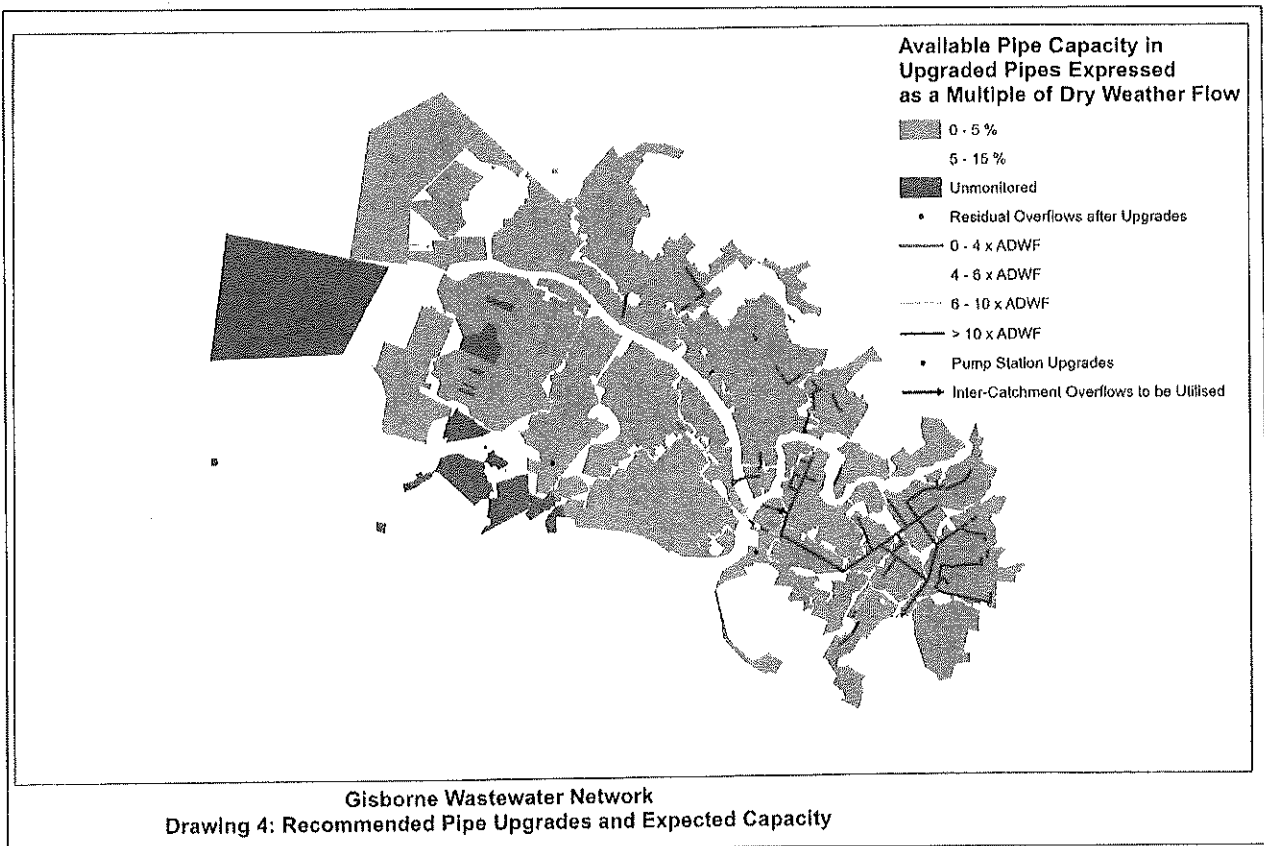 Available Pipe Capacity in
Upgraded Pipes Expressed
as a Multiple of Dry Weather Flow
0 - 5 %
5 - 15 %
Unmonitored
Residual Overflows after Upgrades
0 - 4 x ADWF
4 - 6 x ADWF
6 - 10 x ADWF
> 10 x ADWF
Pump Station Upgrades
Inter-Catchment Overflows to be Utilised
Gisborne Wastewater Network
Drawing 4: Recommended Pipe Upgrades and Expected Capacity